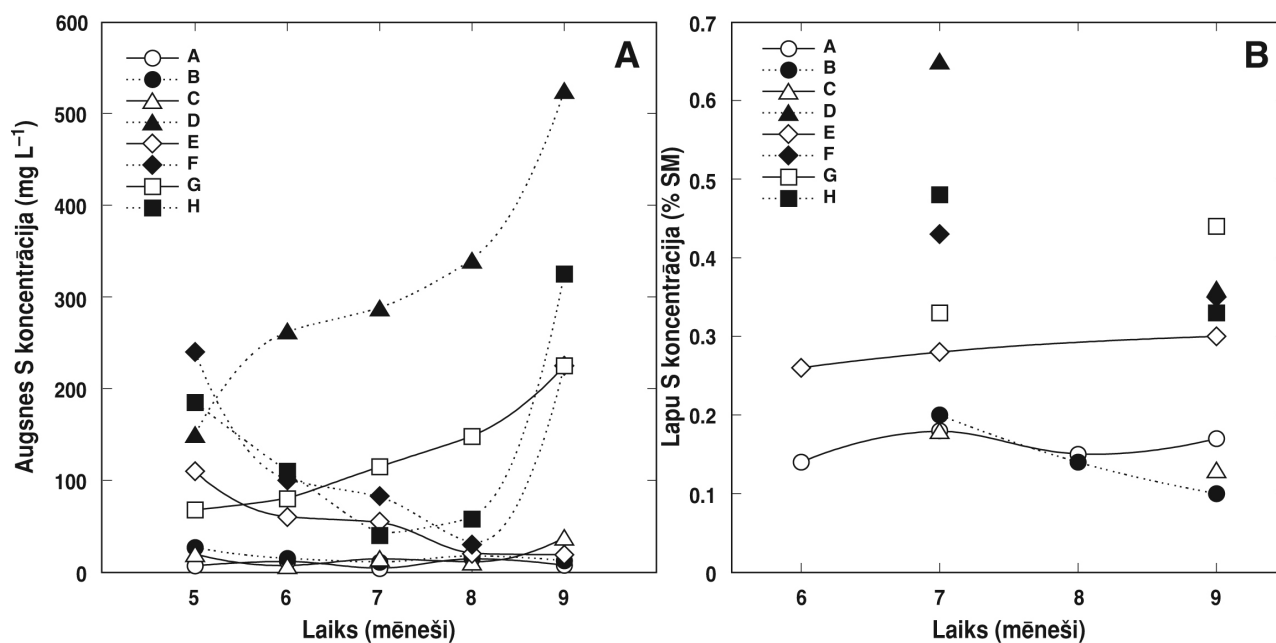 A
Augsnes S koncentrācija (mg L⁻¹)
600
500
400
300
200
100
0
A
B
C
D
E
F
G
H
5 6 7 8 9
Laiks (mēneši)
B
Lapu S koncentrācija (% SM)
0.7
0.6
0.5
0.4
0.3
0.2
0.1
0
A
B
C
D
E
F
G
H
6 7 8 9
Laiks (mēneši)